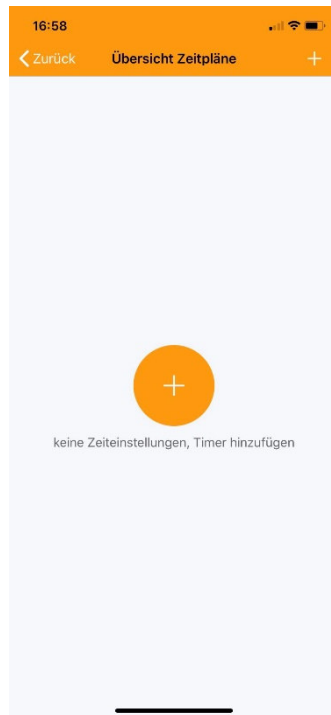 16:58
Zurück Übersicht Zeitpläne +
+
keine Zeiteinstellungen, Timer hinzufügen